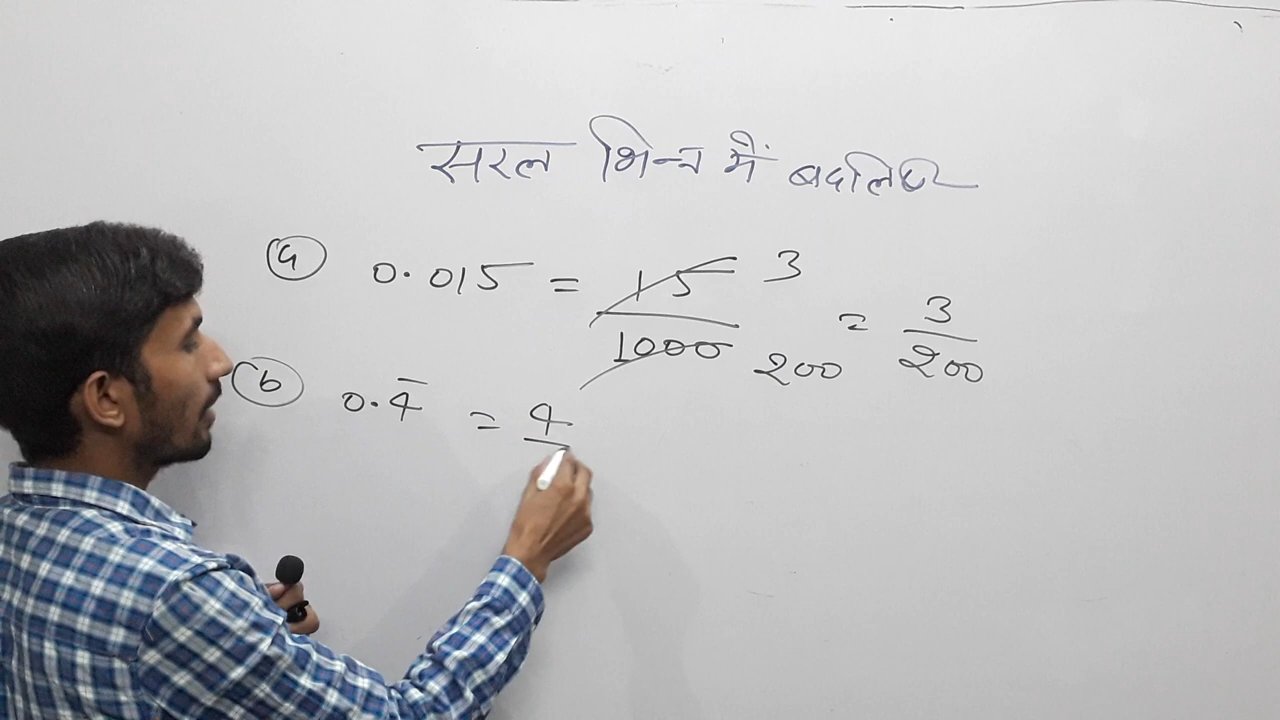 सरल भिन्न में बदलिए
(a) 0.015 = 15/1000 3 200 = 3/200
(b) 0.4̅ = 4